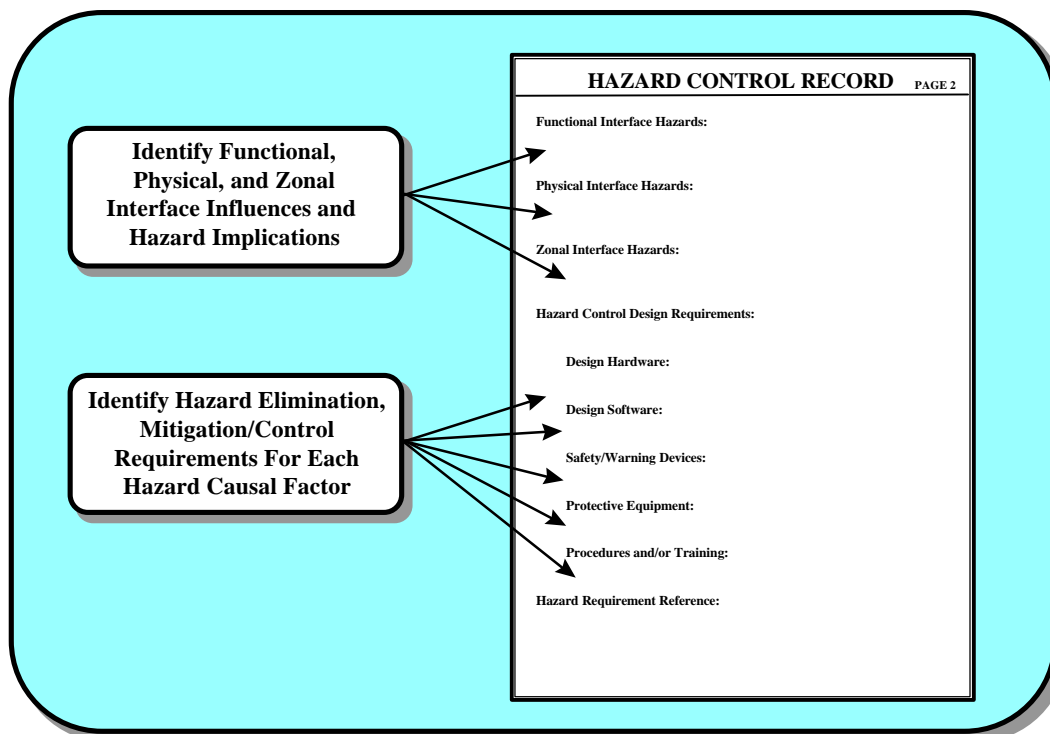 HAZARD CONTROL RECORD PAGE 2
Identify Functional,
Physical, and Zonal
Interface Influences and
Hazard Implications
Identify Hazard Elimination,
Mitigation/Control
Requirements For Each
Hazard Causal Factor
Functional Interface Hazards:
Physical Interface Hazards:
Zonal Interface Hazards:
Hazard Control Design Requirements:
Design Hardware:
Design Software:
Safety/Warning Devices:
Protective Equipment:
Procedures and/or Training:
Hazard Requirement Reference: